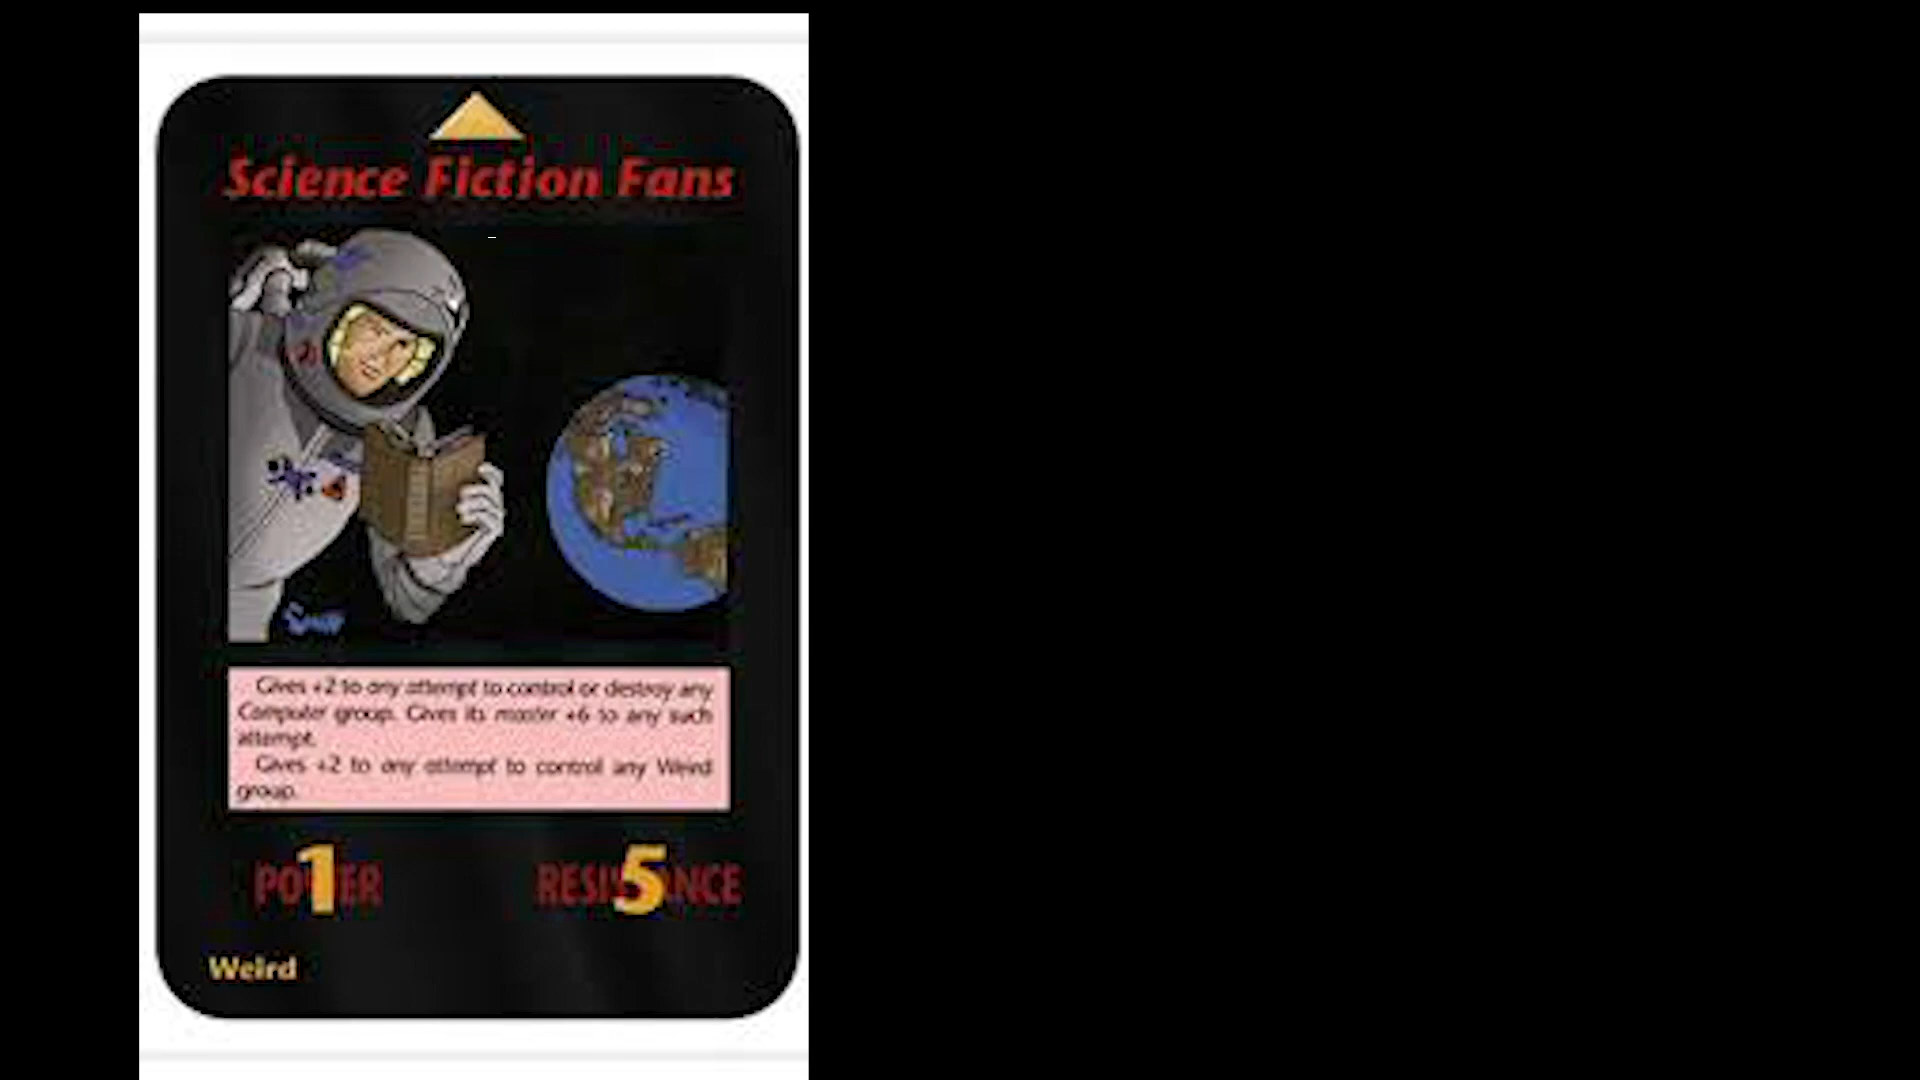 Science Fiction Fans
Gives +2 to any attempt to control or destroy any
Computer group. Gives its master +6 to any such
attempt.
Gives +2 to any attempt to control any Weird
group.
POWER 1
RESISTANCE 5
Weird